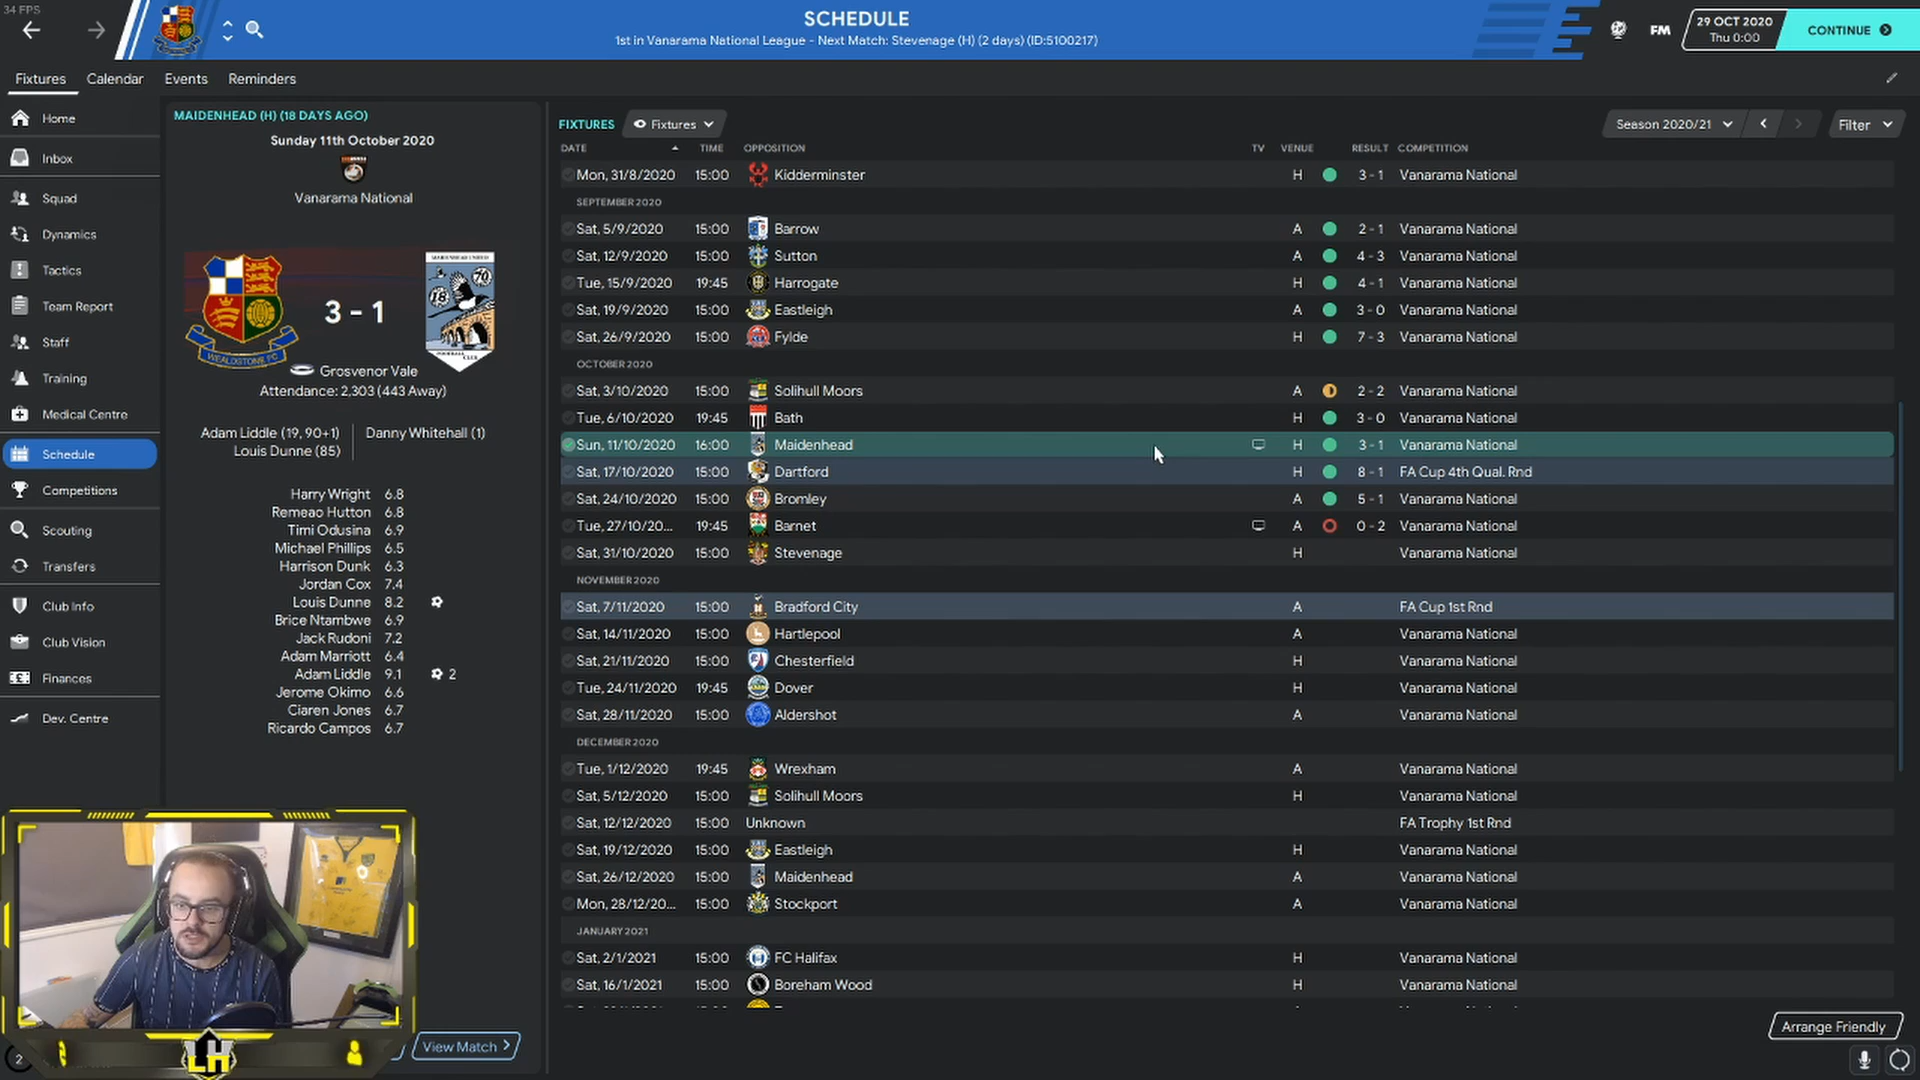 34 FPS
SCHEDULE
1st in Vanarama National League - Next Match: Stevenage (H) (2 days) (ID:5100217)
FM
29 OCT 2020
Thu 0:00
CONTINUE
Fixtures
Calendar
Events
Reminders
Home
Inbox
Squad
Dynamics
Tactics
Team Report
Staff
Training
Medical Centre
Schedule
Competitions
Scouting
Transfers
Club Info
Club Vision
Finances
Dev. Centre
MAIDENHEAD (H) (18 DAYS AGO)
Sunday 11th October 2020
Vanarama National
WEALDSTONE FC
3 - 1
MAIDENHEAD UNITED
18 70
FOOTBALL CLUB
Grosvenor Vale
Attendance: 2,303 (443 Away)
Adam Liddle (19, 90+1)
Louis Dunne (85)
Danny Whitehall (1)
Harry Wright 6.8
Remeao Hutton 6.8
Timi Odusina 6.9
Michael Phillips 6.5
Harrison Dunk 6.3
Jordan Cox 7.4
Louis Dunne 8.2
Brice Ntambwe 6.9
Jack Rudoni 7.2
Adam Marriott 6.4
Adam Liddle 9.1 2
Jerome Okimo 6.6
Ciaren Jones 6.7
Ricardo Campos 6.7
View Match
LH
2
FIXTURES
Fixtures
Season 2020/21
Filter
DATE TIME OPPOSITION TV VENUE RESULT COMPETITION
Mon, 31/8/2020 15:00 Kidderminster H 3 - 1 Vanarama National
SEPTEMBER 2020
Sat, 5/9/2020 15:00 Barrow A 2 - 1 Vanarama National
Sat, 12/9/2020 15:00 Sutton A 4 - 3 Vanarama National
Tue, 15/9/2020 19:45 Harrogate H 4 - 1 Vanarama National
Sat, 19/9/2020 15:00 Eastleigh A 3 - 0 Vanarama National
Sat, 26/9/2020 15:00 Fylde H 7 - 3 Vanarama National
OCTOBER 2020
Sat, 3/10/2020 15:00 Solihull Moors A 2 - 2 Vanarama National
Tue, 6/10/2020 19:45 Bath H 3 - 0 Vanarama National
Sun, 11/10/2020 16:00 Maidenhead H 3 - 1 Vanarama National
Sat, 17/10/2020 15:00 Dartford H 8 - 1 FA Cup 4th Qual. Rnd
Sat, 24/10/2020 15:00 Bromley A 5 - 1 Vanarama National
Tue, 27/10/20... 19:45 Barnet A 0 - 2 Vanarama National
Sat, 31/10/2020 15:00 Stevenage H Vanarama National
NOVEMBER 2020
Sat, 7/11/2020 15:00 Bradford City A FA Cup 1st Rnd
Sat, 14/11/2020 15:00 Hartlepool A Vanarama National
Sat, 21/11/2020 15:00 Chesterfield H Vanarama National
Tue, 24/11/2020 19:45 Dover H Vanarama National
Sat, 28/11/2020 15:00 Aldershot A Vanarama National
DECEMBER 2020
Tue, 1/12/2020 19:45 Wrexham A Vanarama National
Sat, 5/12/2020 15:00 Solihull Moors H Vanarama National
Sat, 12/12/2020 15:00 Unknown FA Trophy 1st Rnd
Sat, 19/12/2020 15:00 Eastleigh H Vanarama National
Sat, 26/12/2020 15:00 Maidenhead A Vanarama National
Mon, 28/12/20... 15:00 Stockport A Vanarama National
JANUARY 2021
Sat, 2/1/2021 15:00 FC Halifax H Vanarama National
Sat, 16/1/2021 15:00 Boreham Wood H Vanarama National
Arrange Friendly